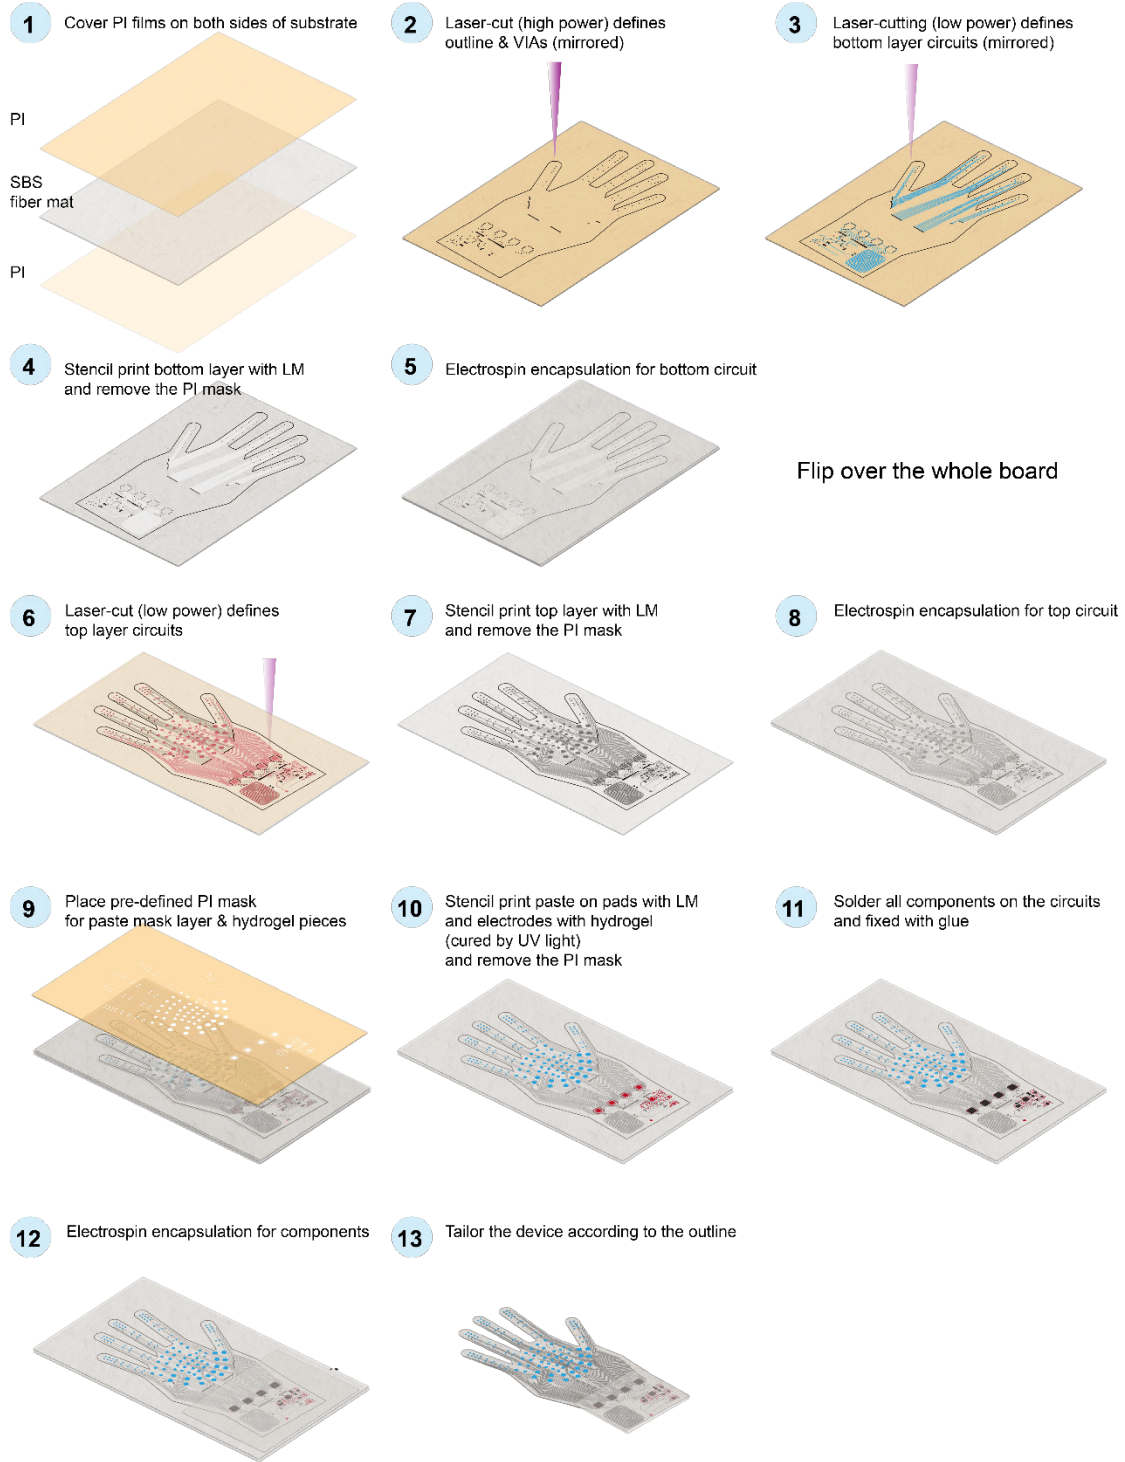 1
Cover PI films on both sides of substrate
PI
SBS
fiber mat
PI
2
Laser-cut (high power) defines
outline & VIAs (mirrored)
3
Laser-cutting (low power) defines
bottom layer circuits (mirrored)
4
Stencil print bottom layer with LM
and remove the PI mask
5
Electrospin encapsulation for bottom circuit
Flip over the whole board
6
Laser-cut (low power) defines
top layer circuits
7
Stencil print top layer with LM
and remove the PI mask
8
Electrospin encapsulation for top circuit
9
Place pre-defined PI mask
for paste mask layer & hydrogel pieces
10
Stencil print paste on pads with LM
and electrodes with hydrogel
(cured by UV light)
and remove the PI mask
11
Solder all components on the circuits
and fixed with glue
12
Electrospin encapsulation for components
13
Tailor the device according to the outline